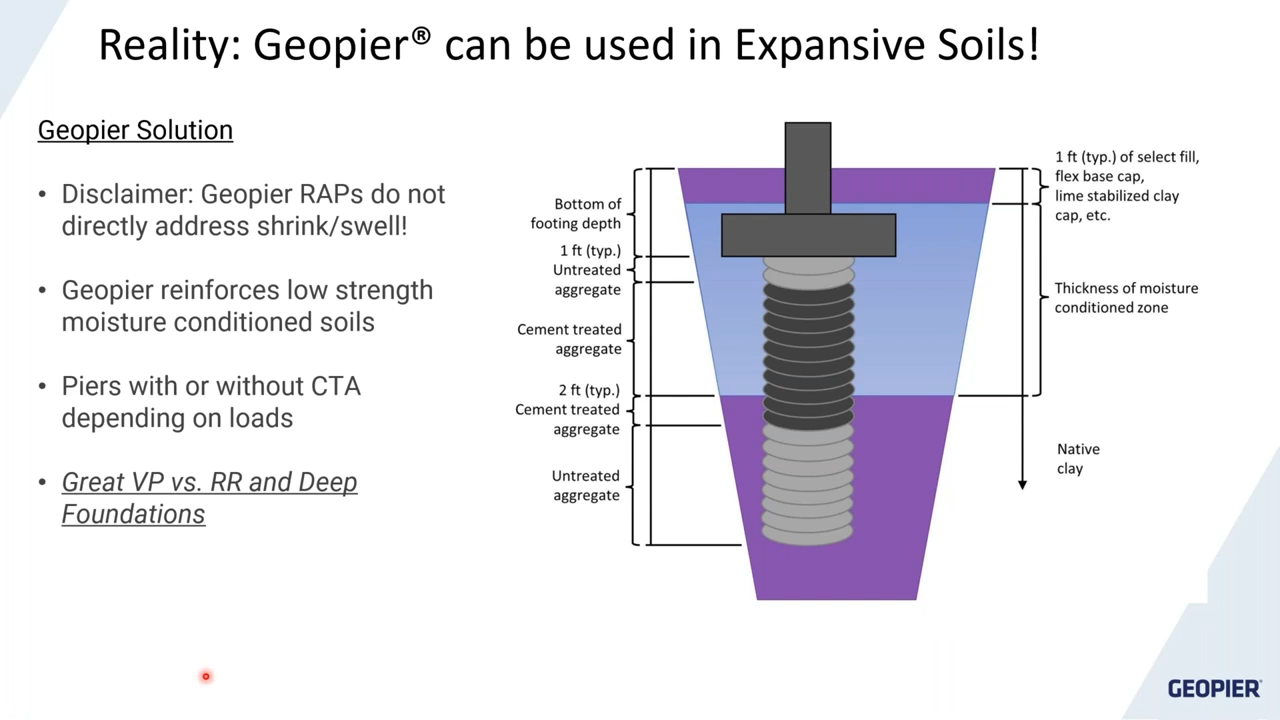 Reality: Geopier® can be used in Expansive Soils!
Geopier Solution
• Disclaimer: Geopier RAPs do not
directly address shrink/swell!
• Geopier reinforces low strength
moisture conditioned soils
• Piers with or without CTA
depending on loads
• Great VP vs. RR and Deep
Foundations
Bottom of
footing depth
1 ft (typ.)
Untreated
aggregate
Cement treated
aggregate
2 ft (typ.)
Cement treated
aggregate
Untreated
aggregate
1 ft (typ.) of select fill,
flex base cap,
lime stabilized clay
cap, etc.
Thickness of moisture
conditioned zone
Native
clay
GEOPIER